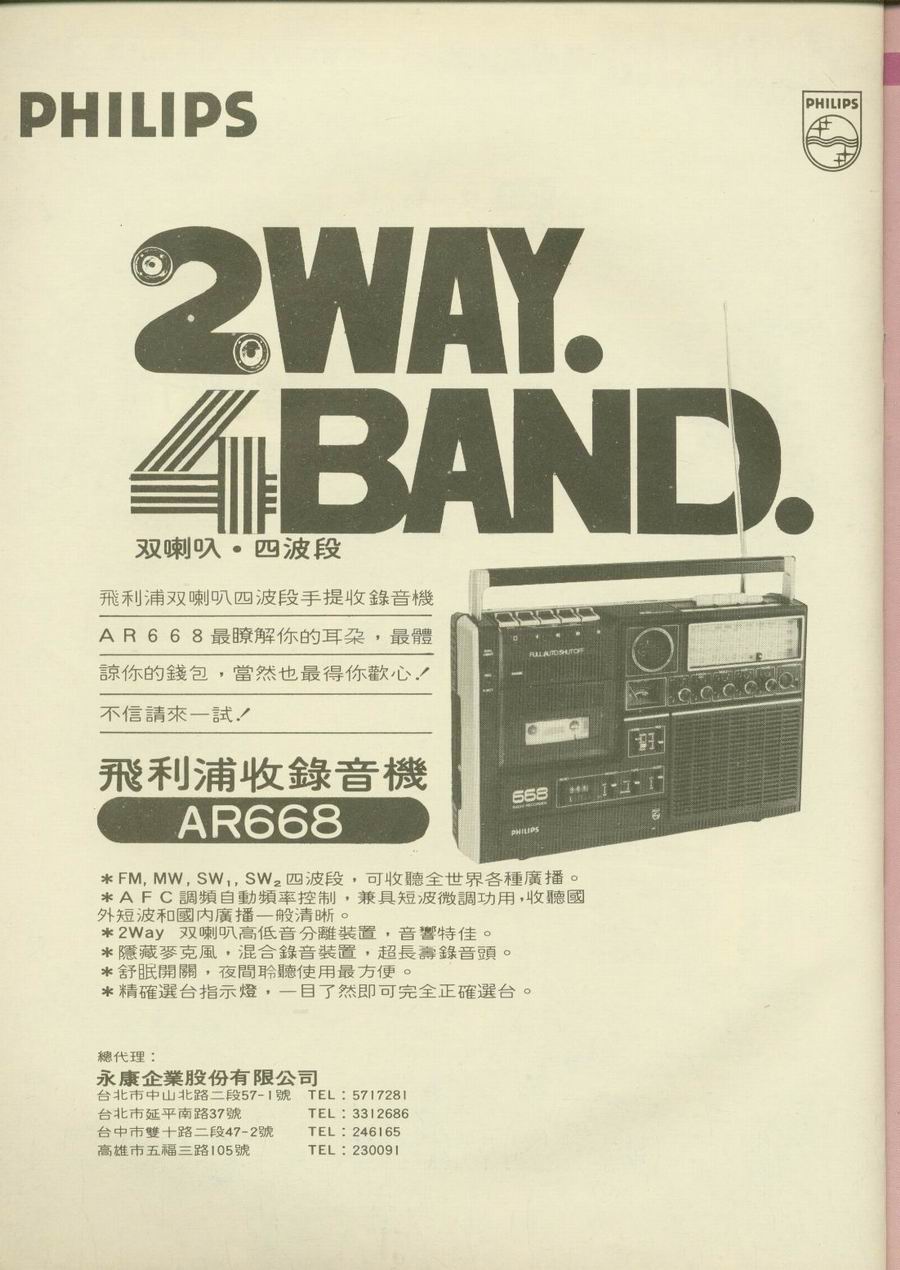 PHILIPS
PHILIPS
2WAY.
4BAND.
双喇叭・四波段
飛利浦双喇叭四波段手提收錄音機
AR668最瞭解你的耳朶,最體
諒你的錢包,當然也最得你歡心!
不信請來一試!
飛利浦收錄音機
AR668
FULL AUTO SHUT OFF
668
RADIO RECORDER
PHILIPS
*FM, MW, SW₁, SW₂四波段,可收聽全世界各種廣播。
*AFC調頻自動頻率控制,兼具短波微調功用,收聽國
外短波和國內廣播一般清晰。
*2Way 双喇叭高低音分離裝置,音響特佳。
*隱藏麥克風,混合錄音裝置,超長壽錄音頭。
*舒眠開關,夜間聆聽使用最方便。
*精確選台指示燈,一目了然即可完全正確選台。
總代理:
永康企業股份有限公司
台北市中山北路二段57-1號 TEL:5717281
台北市延平南路37號 TEL:3312686
台中市雙十路二段47-2號 TEL:246165
高雄市五福三路105號 TEL:230091